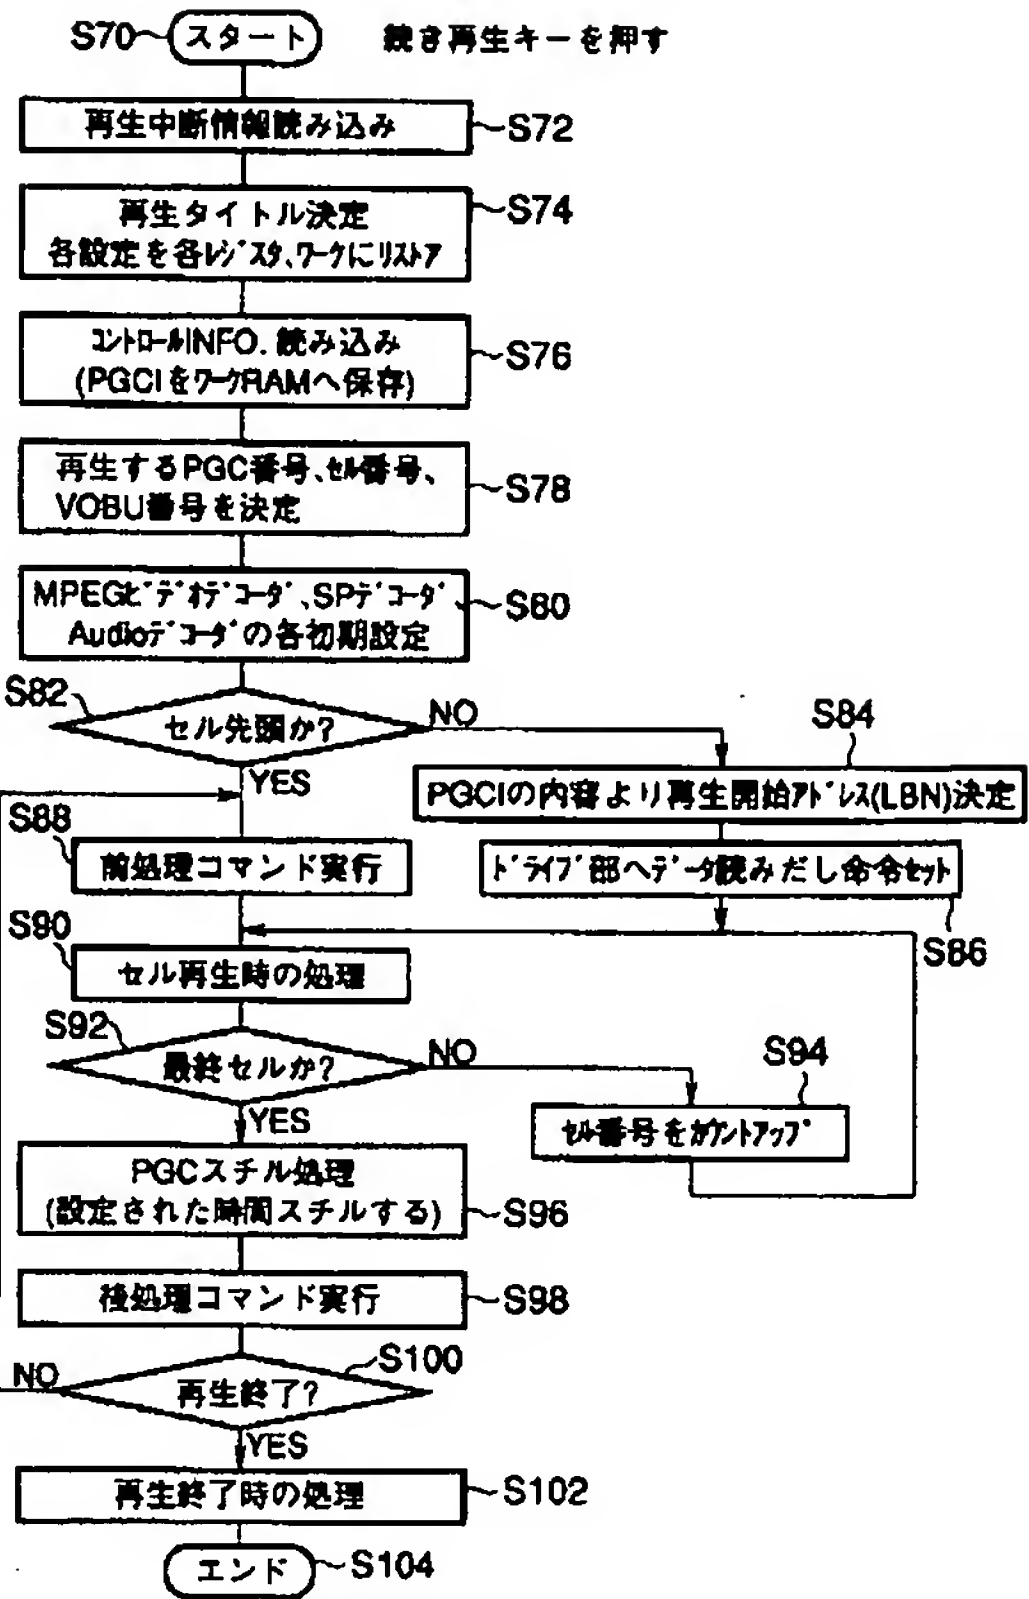 S70 スタート 続き再生キーを押す
再生中断情報読み込み S72
再生タイトル決定 S74
各設定を各ﾚｼﾞｽﾀ、ﾜｰｸにﾘｽﾄｱ
ｺﾝﾄﾛｰﾙINFO. 読み込み S76
(PGCIをﾜｰｸRAMへ保存)
再生するPGC番号、ｾﾙ番号、 S78
VOBU番号を決定
MPEGﾋﾞﾃﾞｵﾃﾞｺｰﾀﾞ、SPﾃﾞｺｰﾀﾞ S80
Audioﾃﾞｺｰﾀﾞの各初期設定
S82 セル先頭か? NO
YES
S84
PGCIの内容より再生開始ｱﾄﾞﾚｽ(LBN)決定
S88
前処理コマンド実行
ﾄﾞﾗｲﾌﾞ部へﾃﾞｰﾀ読みだし命令ｾｯﾄ
S86
S90
セル再生時の処理
S92 最終セルか? NO
YES
S94
ｾﾙ番号をｶｳﾝﾄｱｯﾌﾟ
PGCスチル処理
(設定された時間スチルする) S96
後処理コマンド実行 S98
S100
NO 再生終了?
YES
再生終了時の処理 S102
エンド S104